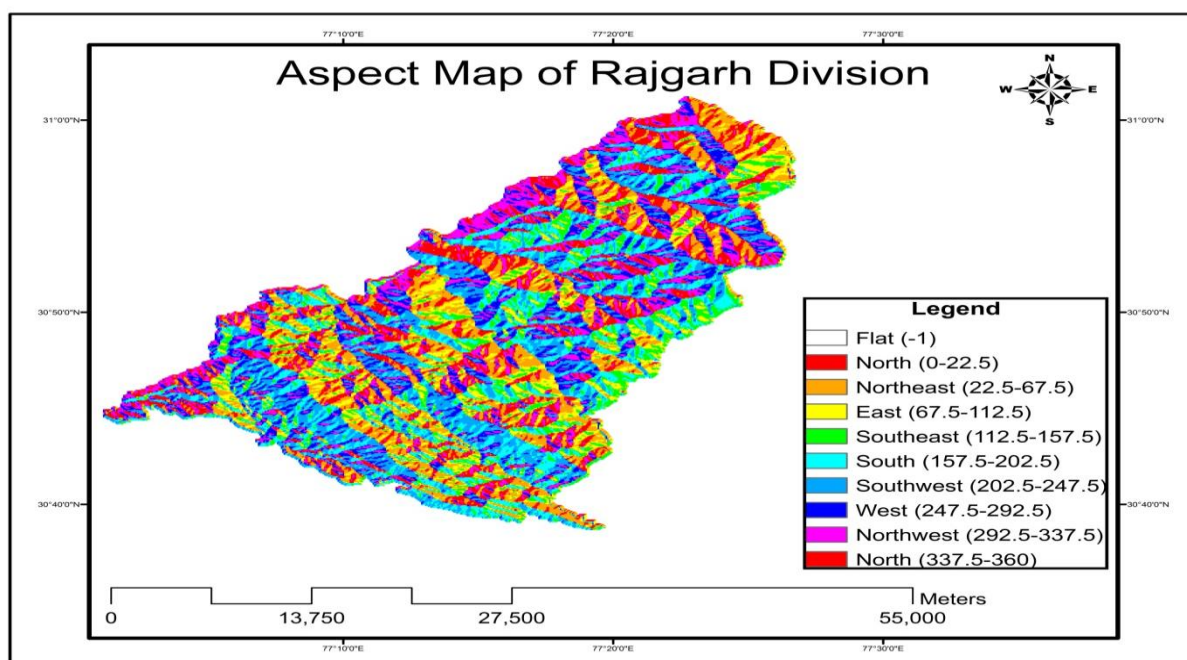 77°10'0"E 77°20'0"E 77°30'0"E
Aspect Map of Rajgarh Division
N
W E
S
31°0'0"N 31°0'0"N
30°50'0"N 30°50'0"N
30°40'0"N 30°40'0"N
Legend
Flat (-1)
North (0-22.5)
Northeast (22.5-67.5)
East (67.5-112.5)
Southeast (112.5-157.5)
South (157.5-202.5)
Southwest (202.5-247.5)
West (247.5-292.5)
Northwest (292.5-337.5)
North (337.5-360)
Meters
0 13,750 27,500 55,000
77°10'0"E 77°20'0"E 77°30'0"E